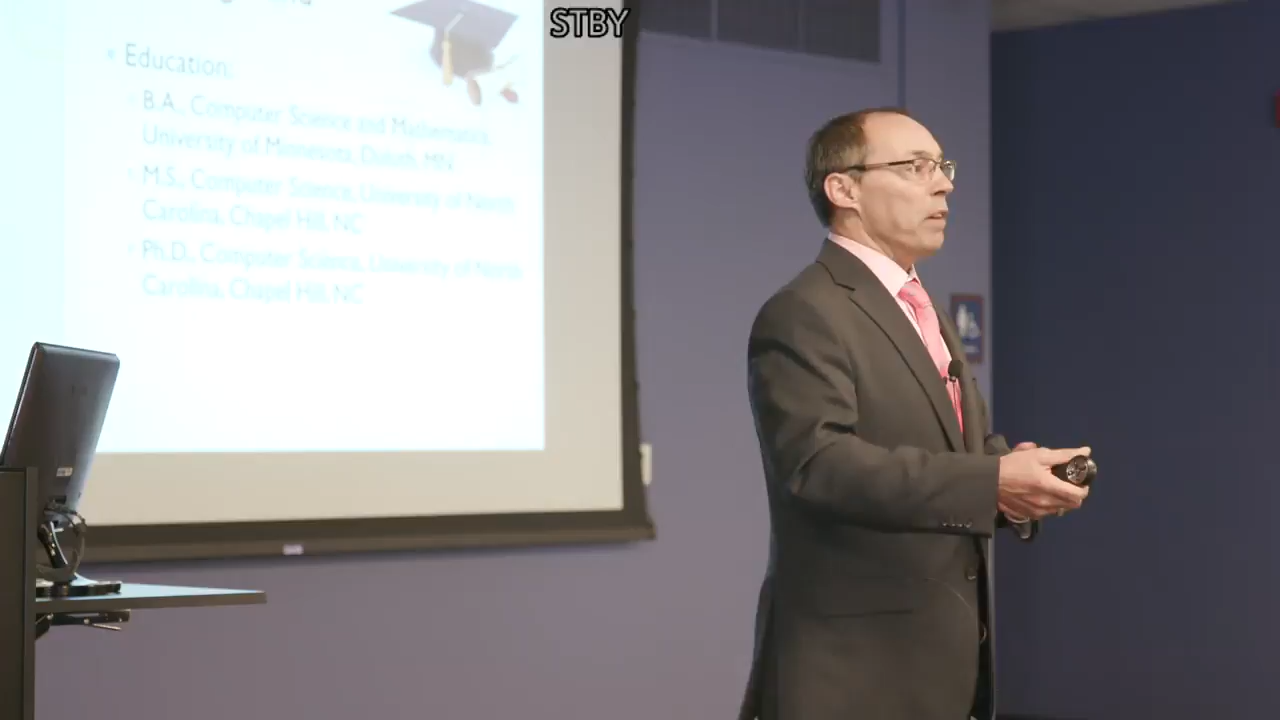 STBY
Education:
B.A., Computer Science and Mathematics,
University of Minnesota, Duluth, MN
M.S., Computer Science, University of North
Carolina, Chapel Hill, NC
Ph.D., Computer Science, University of North
Carolina, Chapel Hill, NC